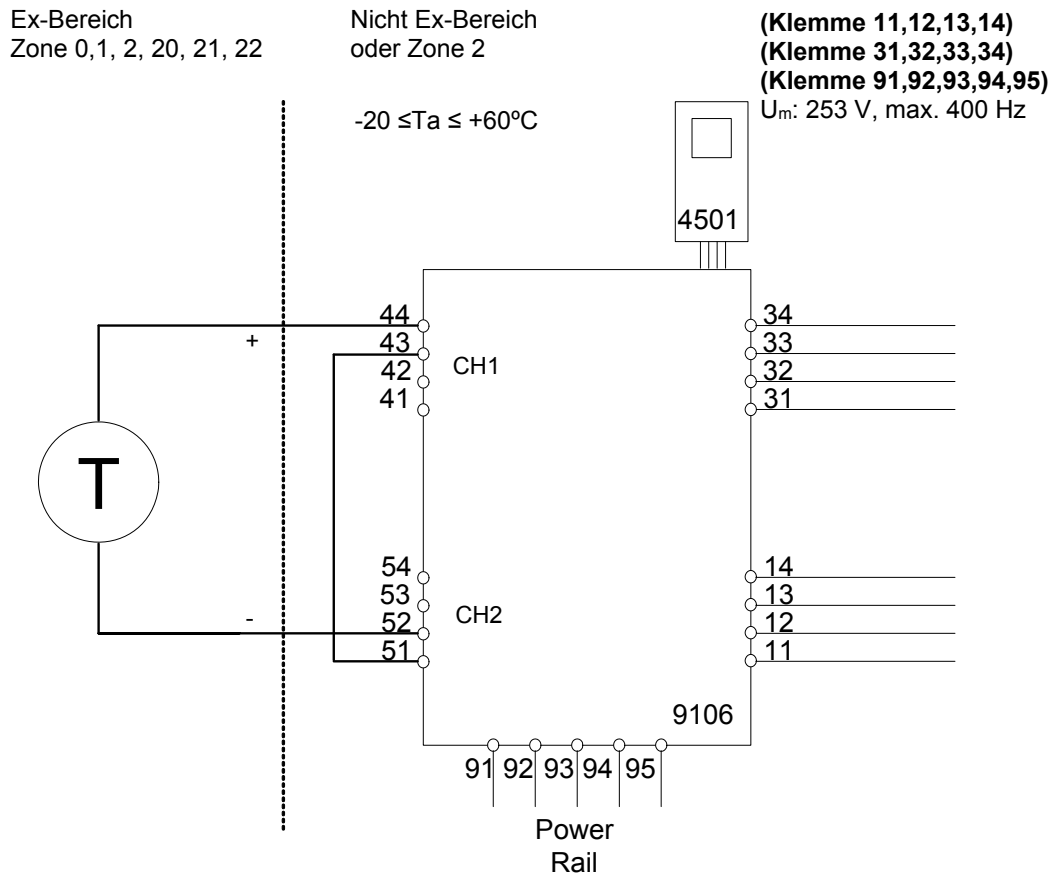 Ex-Bereich
Zone 0,1, 2, 20, 21, 22
Nicht Ex-Bereich
oder Zone 2
-20 ≤Ta ≤ +60ºC
(Klemme 11,12,13,14)
(Klemme 31,32,33,34)
(Klemme 91,92,93,94,95)
Um: 253 V, max. 400 Hz
4501
44
43
42
41
+
CH1
34
33
32
31
T
54
53
52
51
-
CH2
14
13
12
11
9106
91 92 93 94 95
Power
Rail